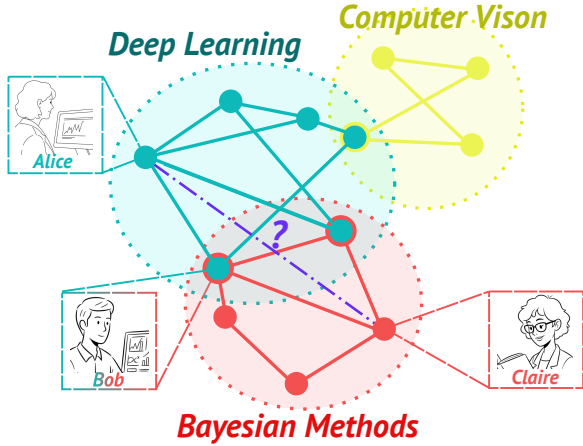 Computer Vison
Deep Learning
Alice
?
Bob
Claire
Bayesian Methods